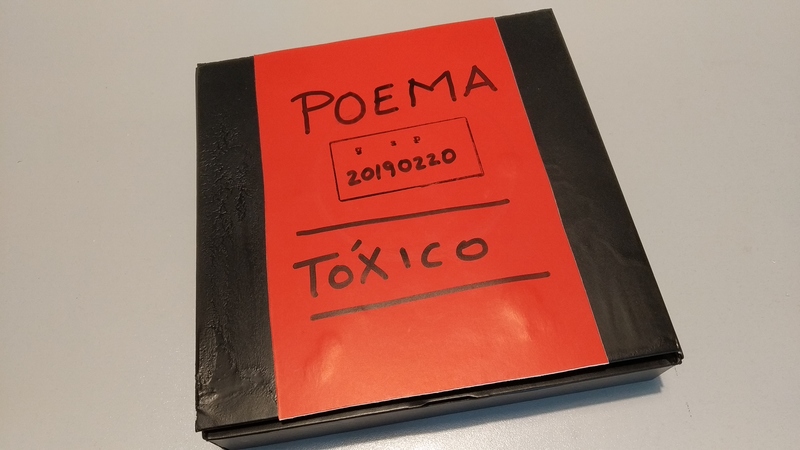 POEMA
g s p
20190220
TÓXICO